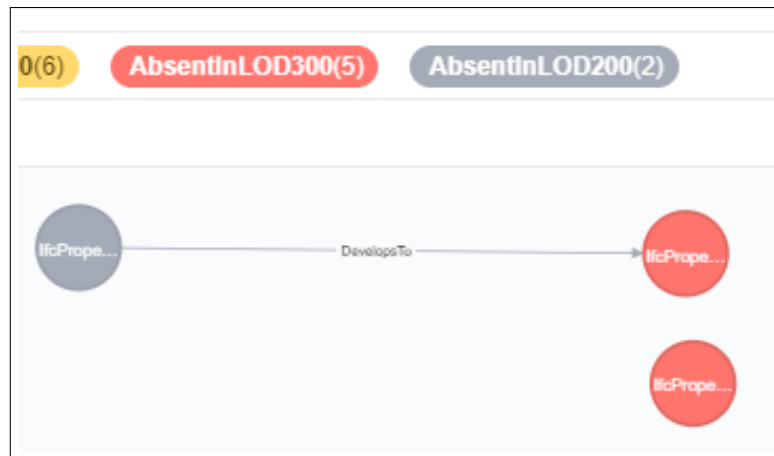 0(6) AbsentInLOD300(5) AbsentInLOD200(2)
IfcPrope... DevelopsTo IfcPrope...
IfcPrope...